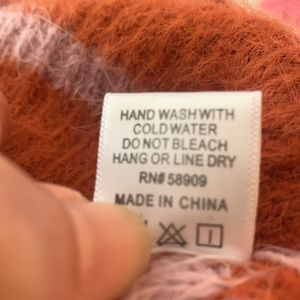 HAND WASH WITH
COLD WATER
DO NOT BLEACH
HANG OR LINE DRY
RN# 58909
MADE IN CHINA